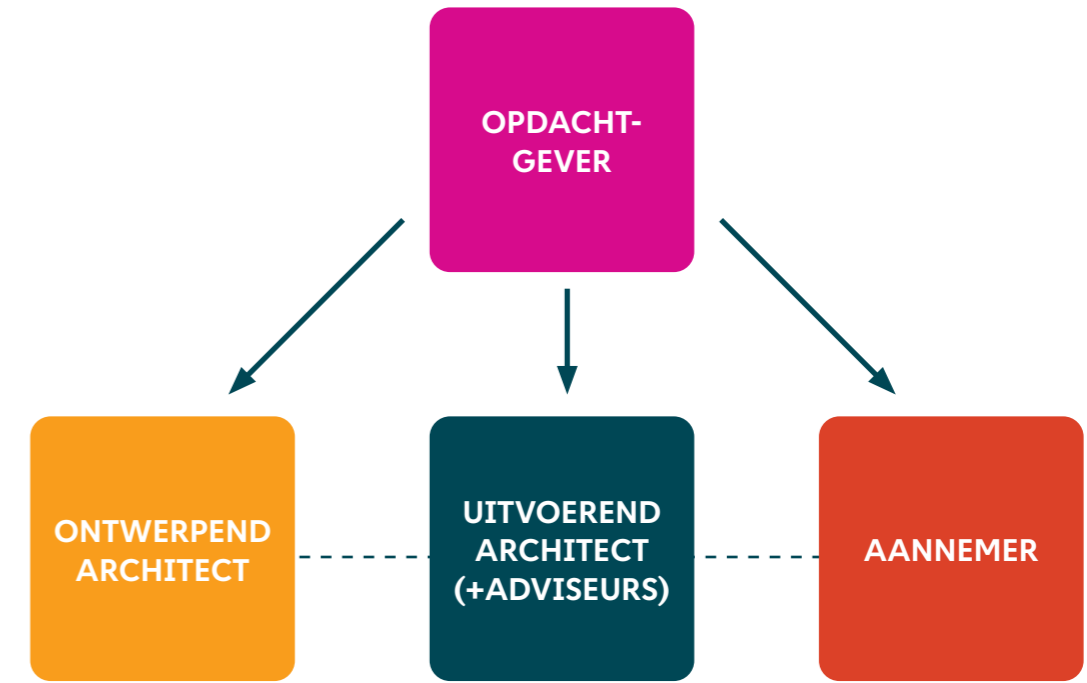 OPDACHT-
GEVER
ONTWERPEND
ARCHITECT
UITVOEREND
ARCHITECT
(+ADVISEURS)
AANNEMER